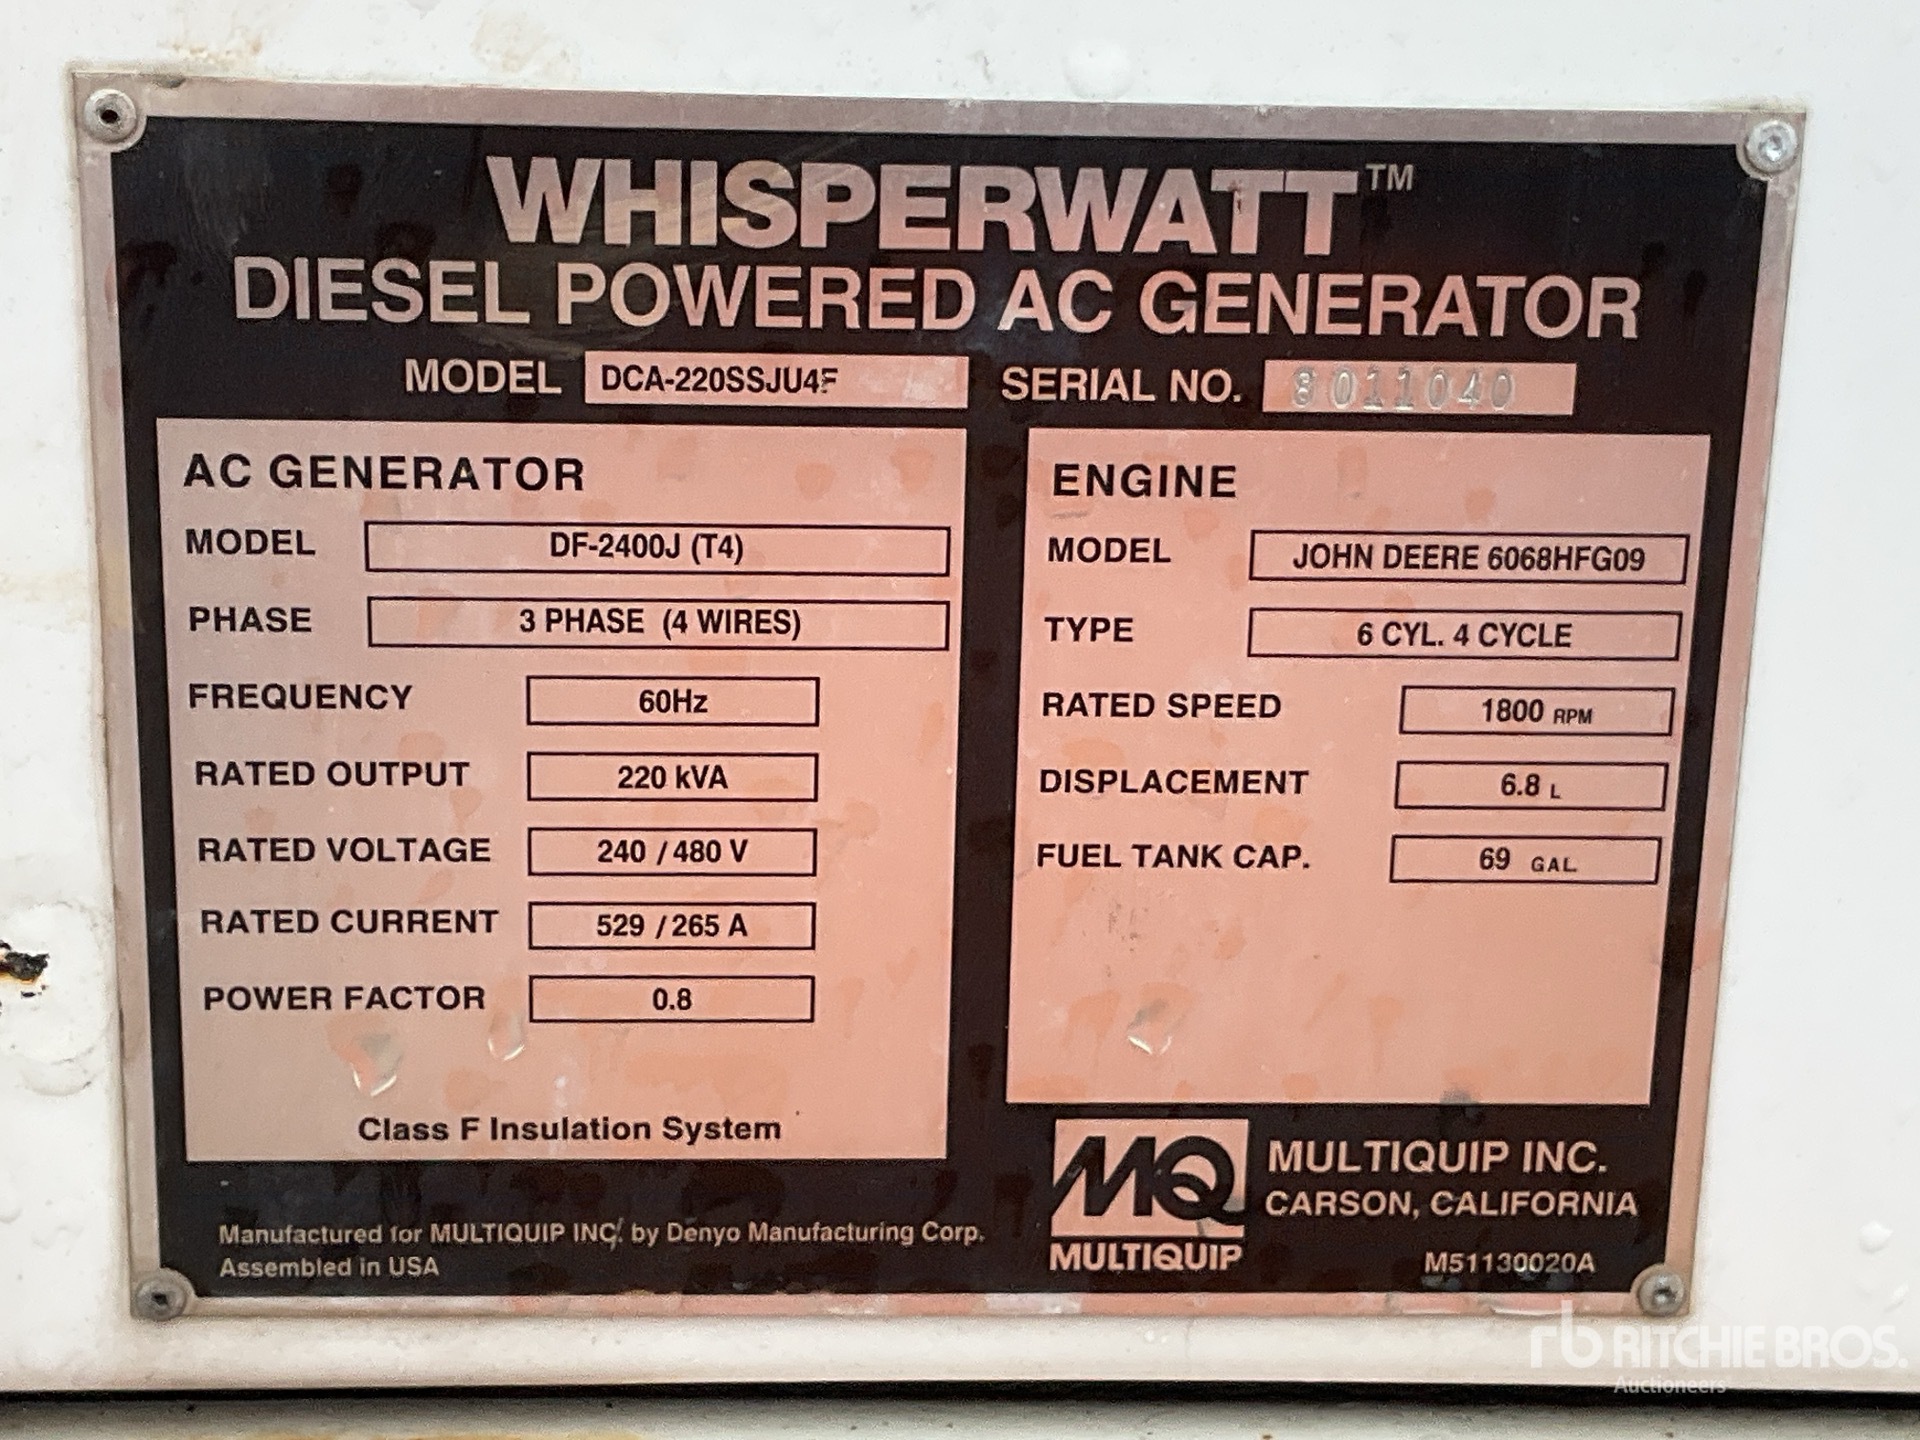 WHISPERWATT™
DIESEL POWERED AC GENERATOR
MODEL DCA-220SSJU4F SERIAL NO. 8011040
AC GENERATOR
MODEL DF-2400J (T4)
PHASE 3 PHASE (4 WIRES)
FREQUENCY 60Hz
RATED OUTPUT 220 kVA
RATED VOLTAGE 240 / 480 V
RATED CURRENT 529 / 265 A
POWER FACTOR 0.8
Class F Insulation System
ENGINE
MODEL JOHN DEERE 6068HFG09
TYPE 6 CYL. 4 CYCLE
RATED SPEED 1800 RPM
DISPLACEMENT 6.8 L
FUEL TANK CAP. 69 GAL.
Manufactured for MULTIQUIP INC. by Denyo Manufacturing Corp.
Assembled in USA
MQ
MULTIQUIP
MULTIQUIP INC.
CARSON, CALIFORNIA
M51130020A
rb RITCHIE BROS.
Auctioneers